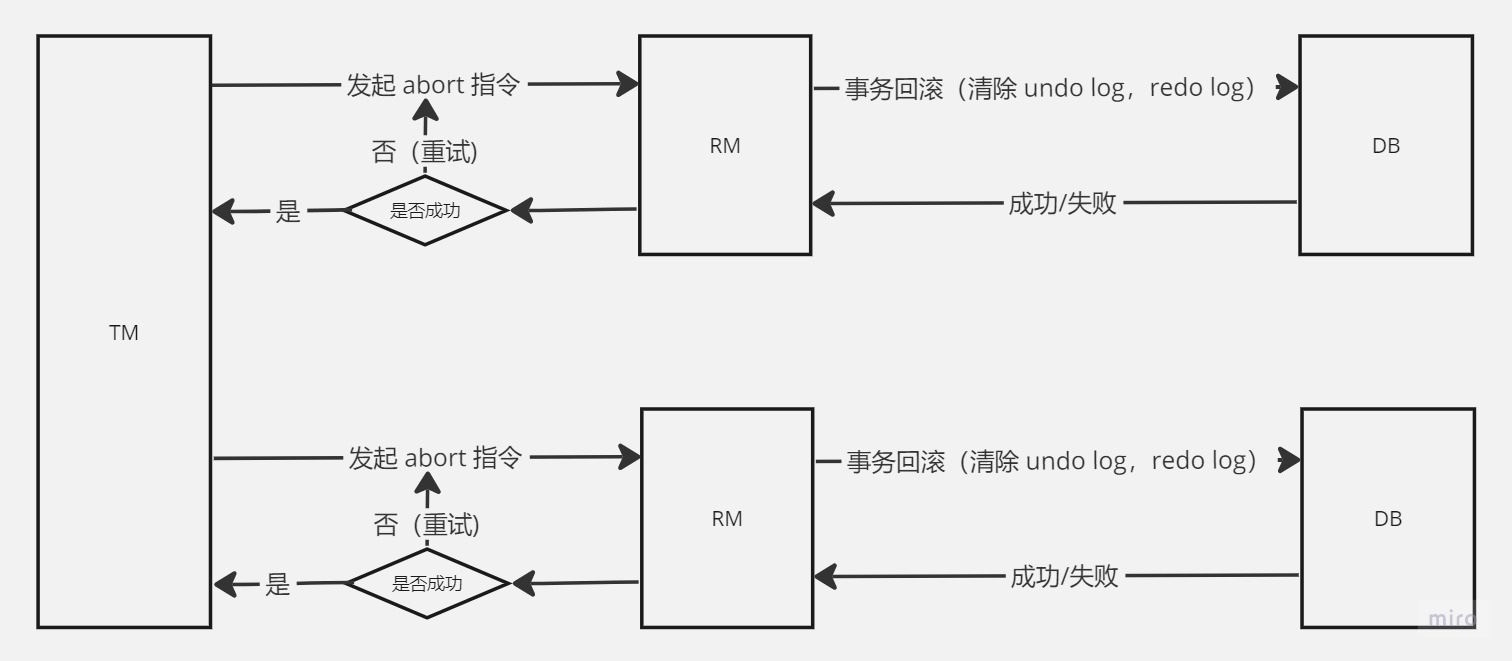 发起 abort 指令
事务回滚（清除 undo log，redo log）
RM
DB
否（重试)
是
是否成功
成功/失败
TM
发起 abort 指令
事务回滚（清除 undo log，redo log）
RM
DB
否（重试)
是
是否成功
成功/失败
miro